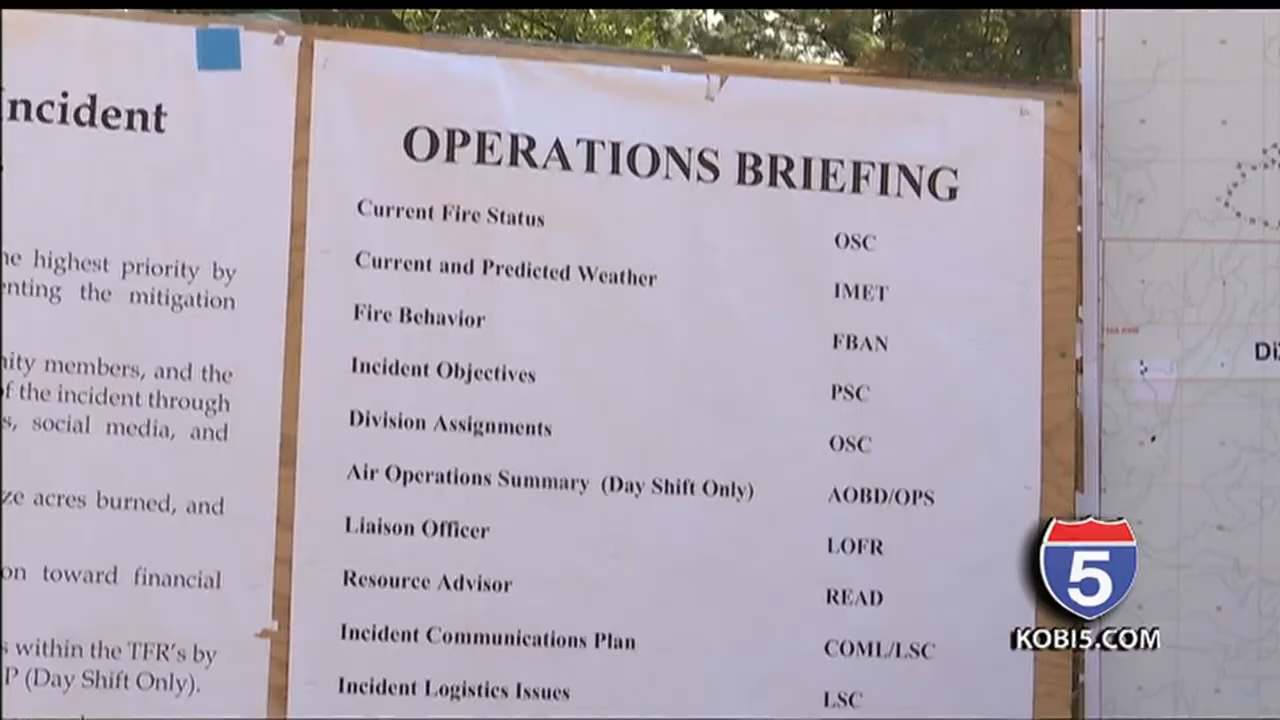 ncident
he highest priority by
enting the mitigation
nity members, and the
of the incident through
s, social media, and
ze acres burned, and
on toward financial
s within the TFR's by
P (Day Shift Only).
OPERATIONS BRIEFING
Current Fire Status OSC
Current and Predicted Weather IMET
Fire Behavior FBAN
Incident Objectives PSC
Division Assignments OSC
Air Operations Summary (Day Shift Only) AOBD/OPS
Liaison Officer LOFR
Resource Advisor READ
Incident Communications Plan COML/LSC
Incident Logistics Issues LSC
Di
5
KOBI5.COM